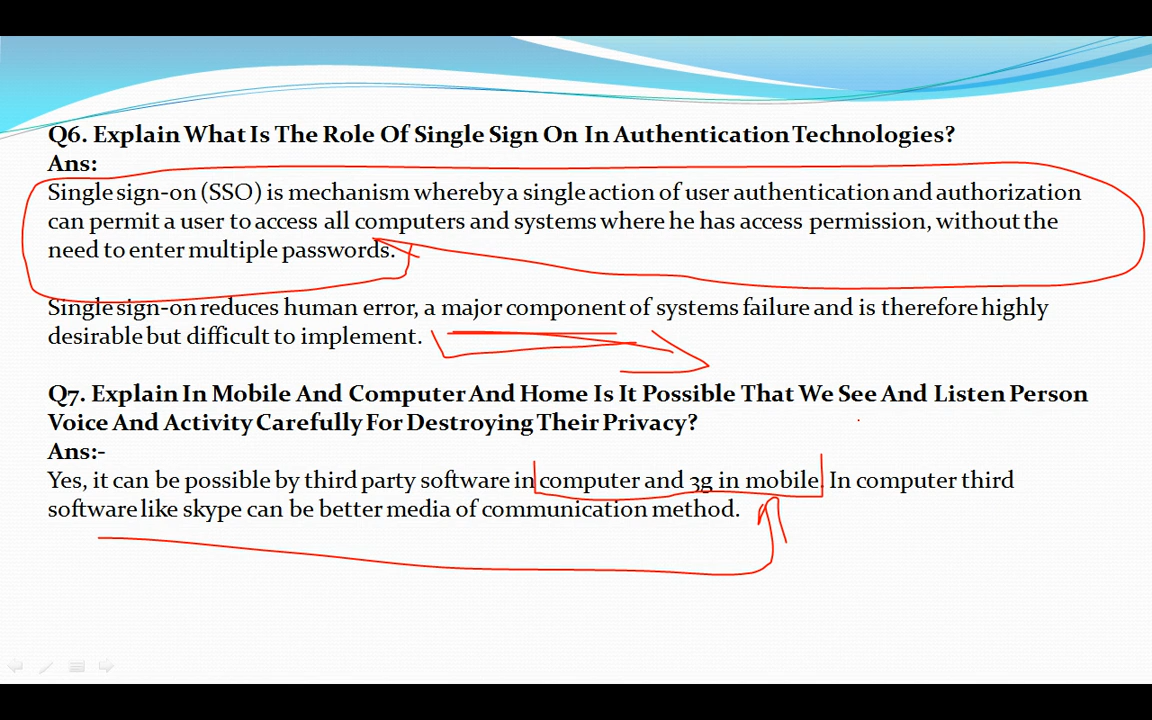 Q6. Explain What Is The Role Of Single Sign On In Authentication Technologies?
Ans:
Single sign-on (SSO) is mechanism whereby a single action of user authentication and authorization
can permit a user to access all computers and systems where he has access permission, without the
need to enter multiple passwords.
Single sign-on reduces human error, a major component of systems failure and is therefore highly
desirable but difficult to implement.
Q7. Explain In Mobile And Computer And Home Is It Possible That We See And Listen Person
Voice And Activity Carefully For Destroying Their Privacy?
Ans:-
Yes, it can be possible by third party software in computer and 3g in mobile. In computer third
software like skype can be better media of communication method.